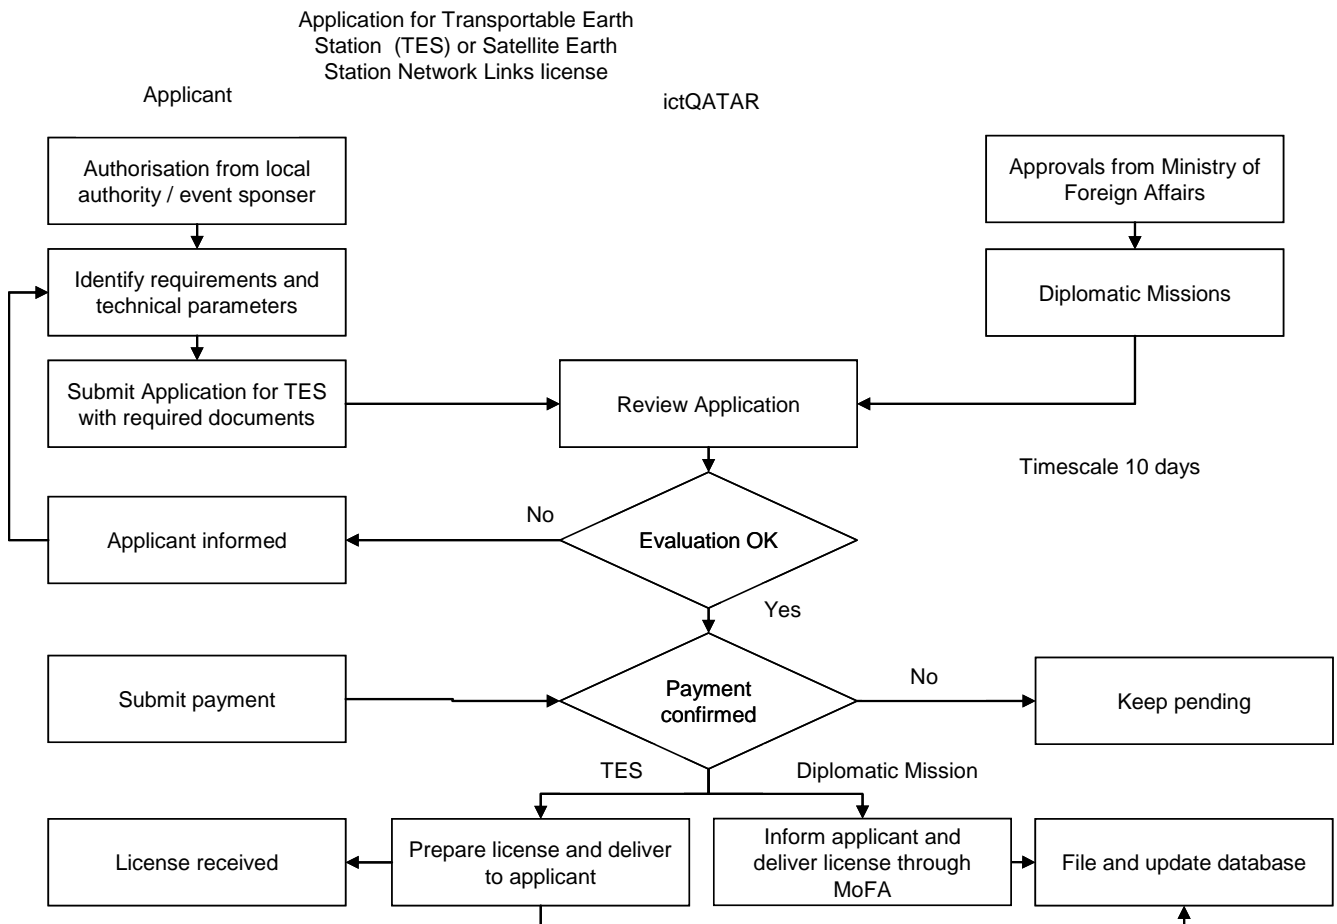 Application for Transportable Earth
Station (TES) or Satellite Earth
Station Network Links license
Applicant
ictQATAR
Authorisation from local
authority / event sponser
Approvals from Ministry of
Foreign Affairs
Identify requirements and
technical parameters
Diplomatic Missions
Submit Application for TES
with required documents
Review Application
Timescale 10 days
No
Applicant informed
Evaluation OK
Yes
Submit payment
Payment
confirmed
No
Keep pending
TES
Diplomatic Mission
License received
Prepare license and deliver
to applicant
Inform applicant and
deliver license through
MoFA
File and update database